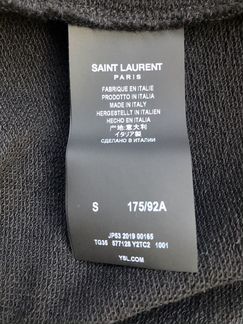 SAINT LAURENT
PARIS
FABRIQUE EN ITALIE
PRODOTTO IN ITALIA
MADE IN ITALY
HERGESTELLT IN ITALIEN
HECHO EN ITALIA
产地:意大利
イタリア製
СДЕЛАНО В ИТАЛИИ
S 175/92A
JP53 2019 00165
TG35 577128 Y2TC2 1001
YSL.COM